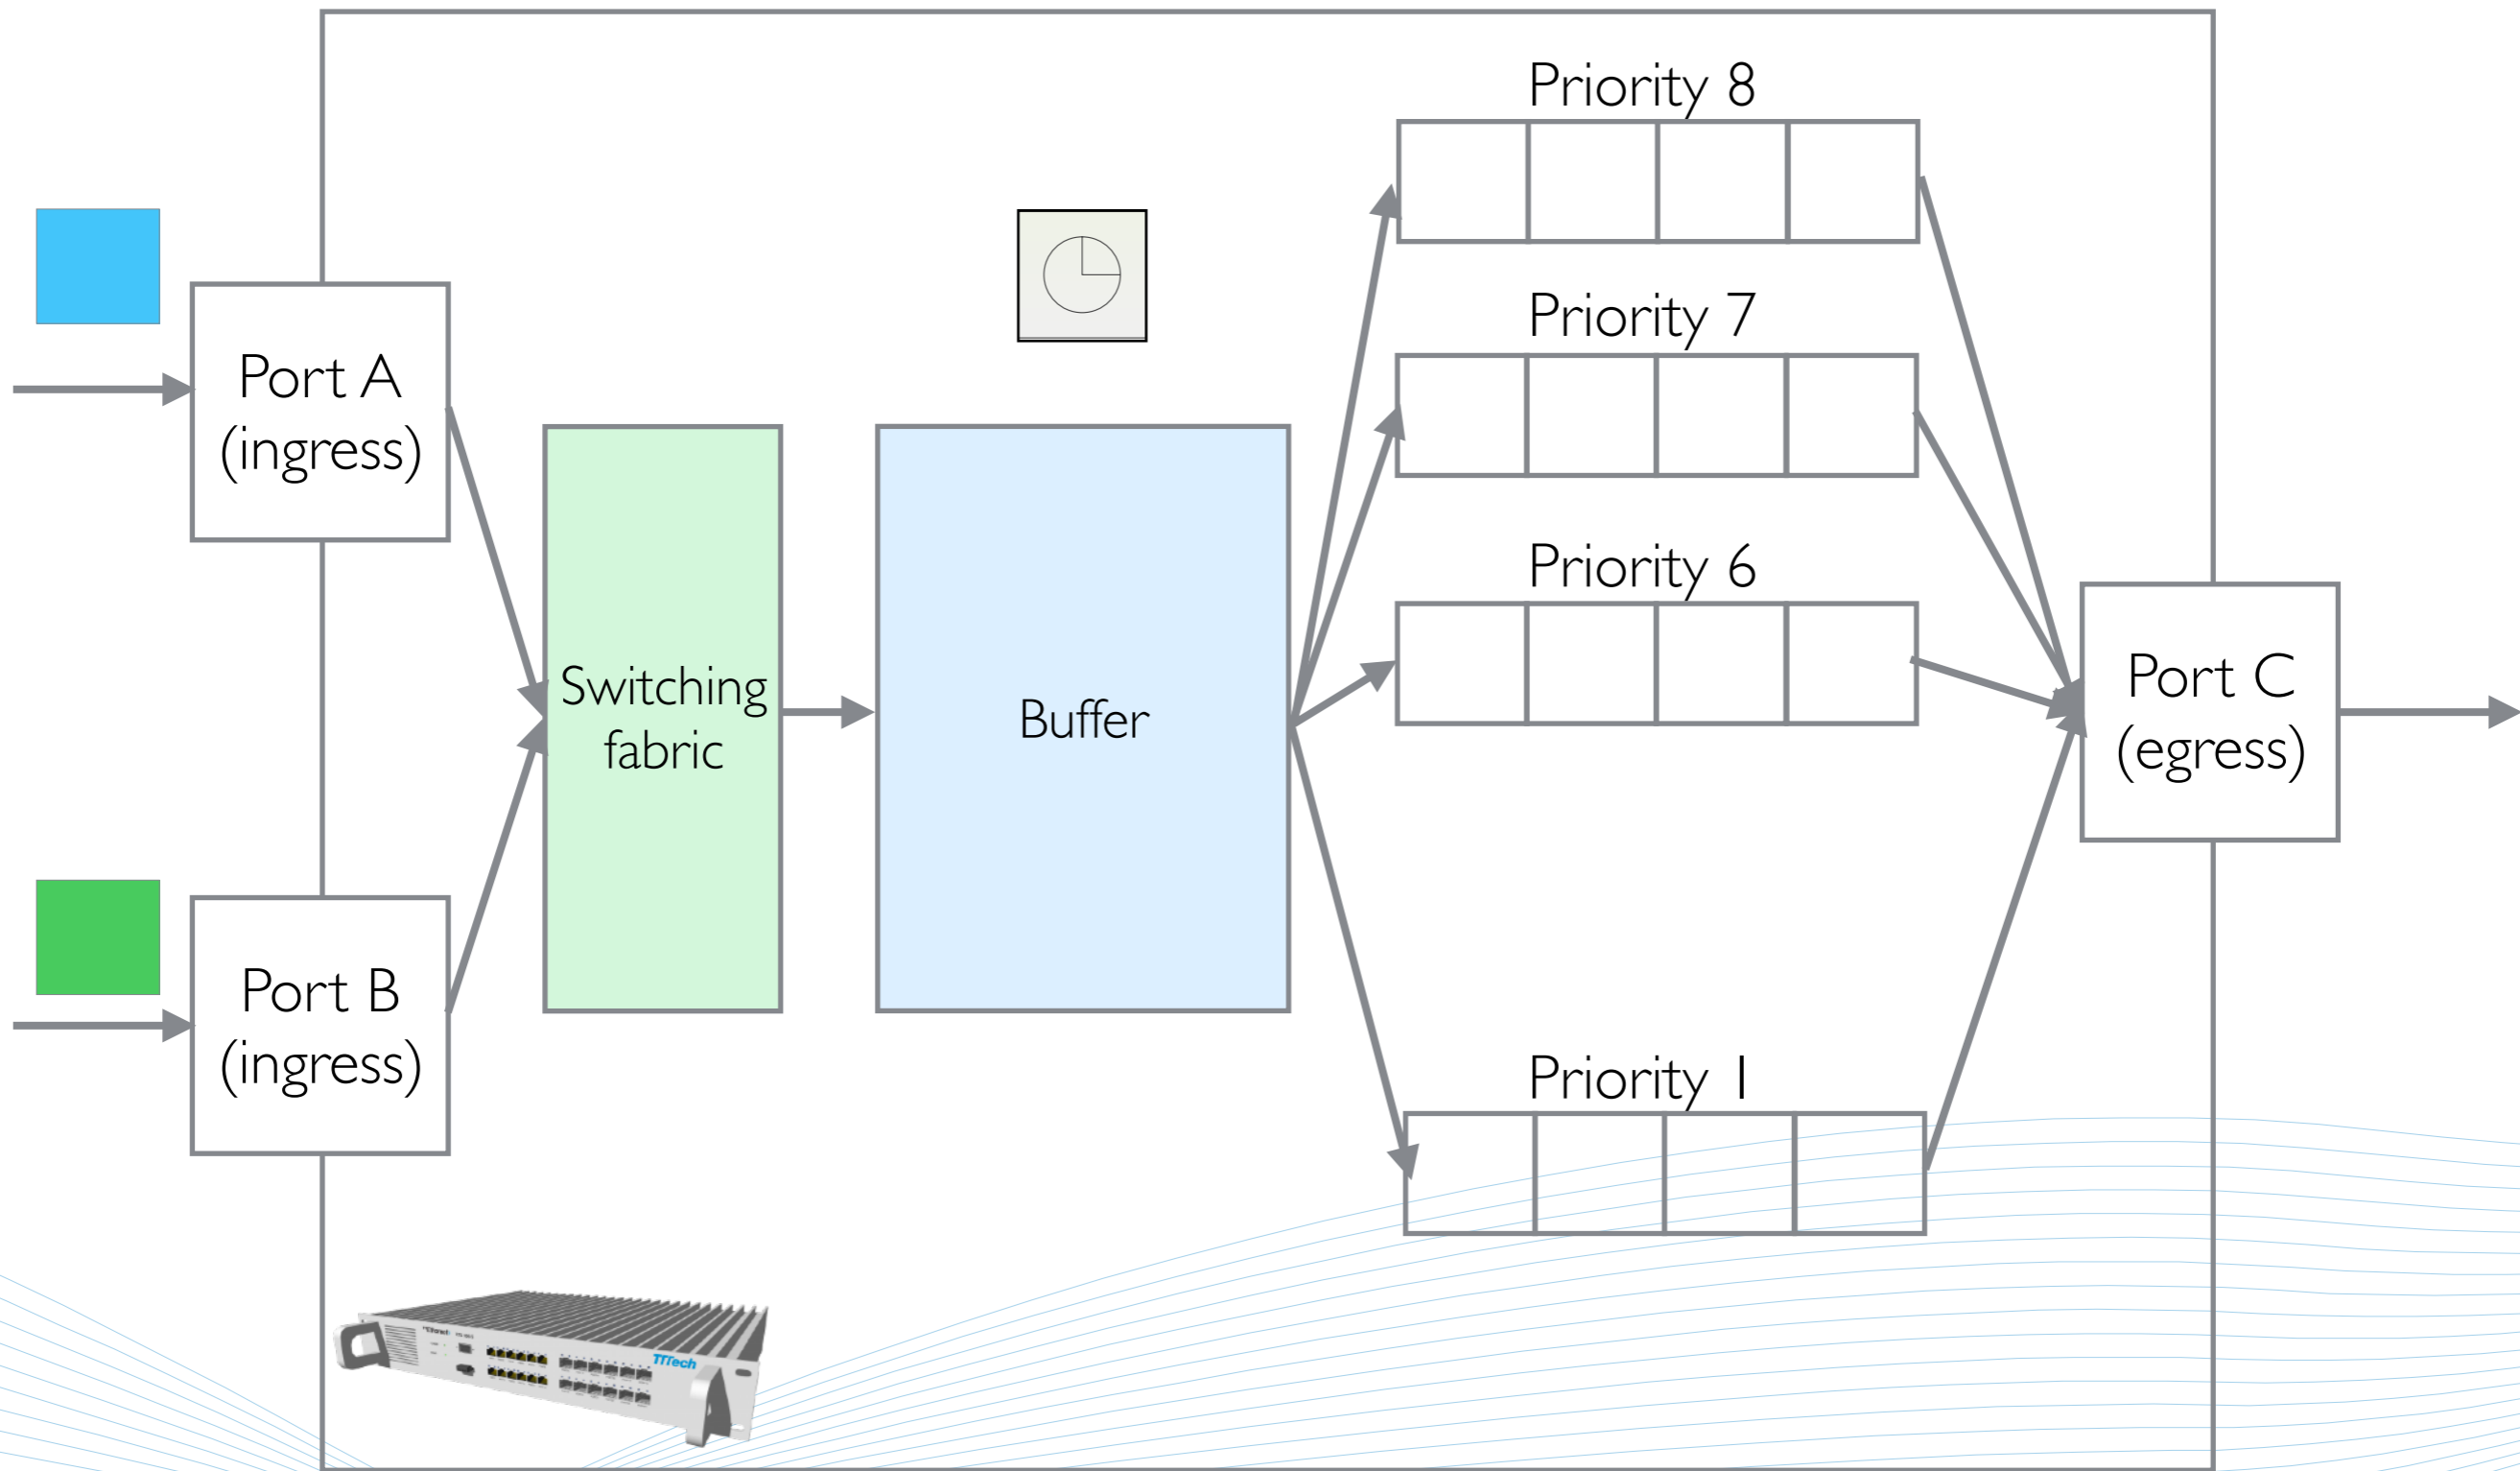 Priority 8
Priority 7
Port A
(ingress)
Priority 6
Switching
fabric
Buffer
Port C
(egress)
Port B
(ingress)
Priority 1
TTTech